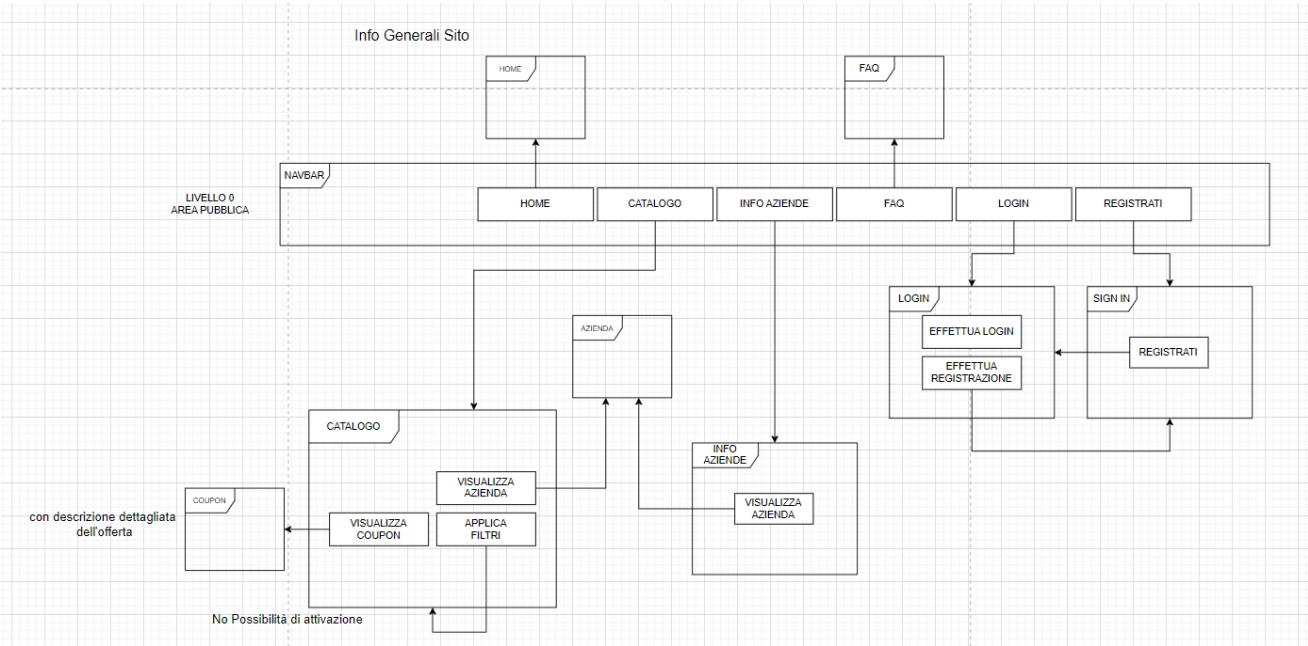 Info Generali Sito
HOME
FAQ
NAVBAR
LIVELLO 0
AREA PUBBLICA
HOME
CATALOGO
INFO AZIENDE
FAQ
LOGIN
REGISTRATI
LOGIN
SIGN IN
EFFETTUA LOGIN
AZIENDA
REGISTRATI
EFFETTUA
REGISTRAZIONE
CATALOGO
INFO
AZIENDE
VISUALIZZA
AZIENDA
COUPON
con descrizione dettagliata
dell'offerta
VISUALIZZA
COUPON
APPLICA
FILTRI
VISUALIZZA
AZIENDA
No Possibilità di attivazione